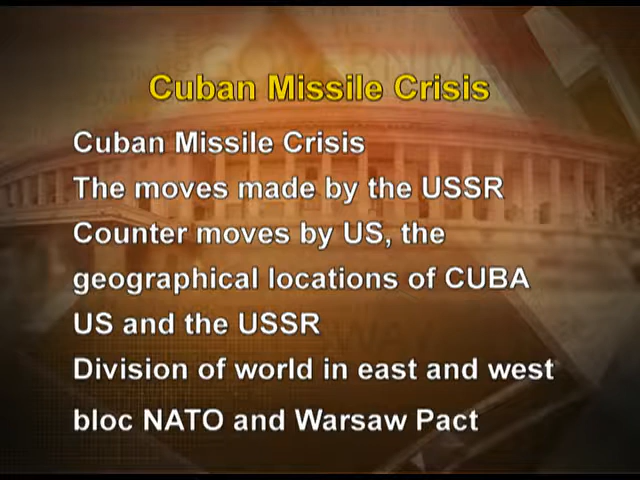 GOVERNM
Cuban Missile Crisis
Cuban Missile Crisis
The moves made by the USSR
Counter moves by US, the
geographical locations of CUBA
US and the USSR
Division of world in east and west
bloc NATO and Warsaw Pact